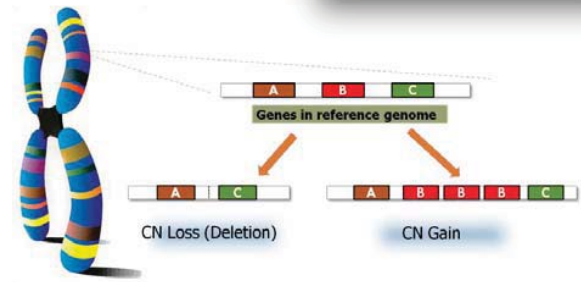 A B C
Genes in reference genome
A C
A B B B C
CN Loss (Deletion)
CN Gain